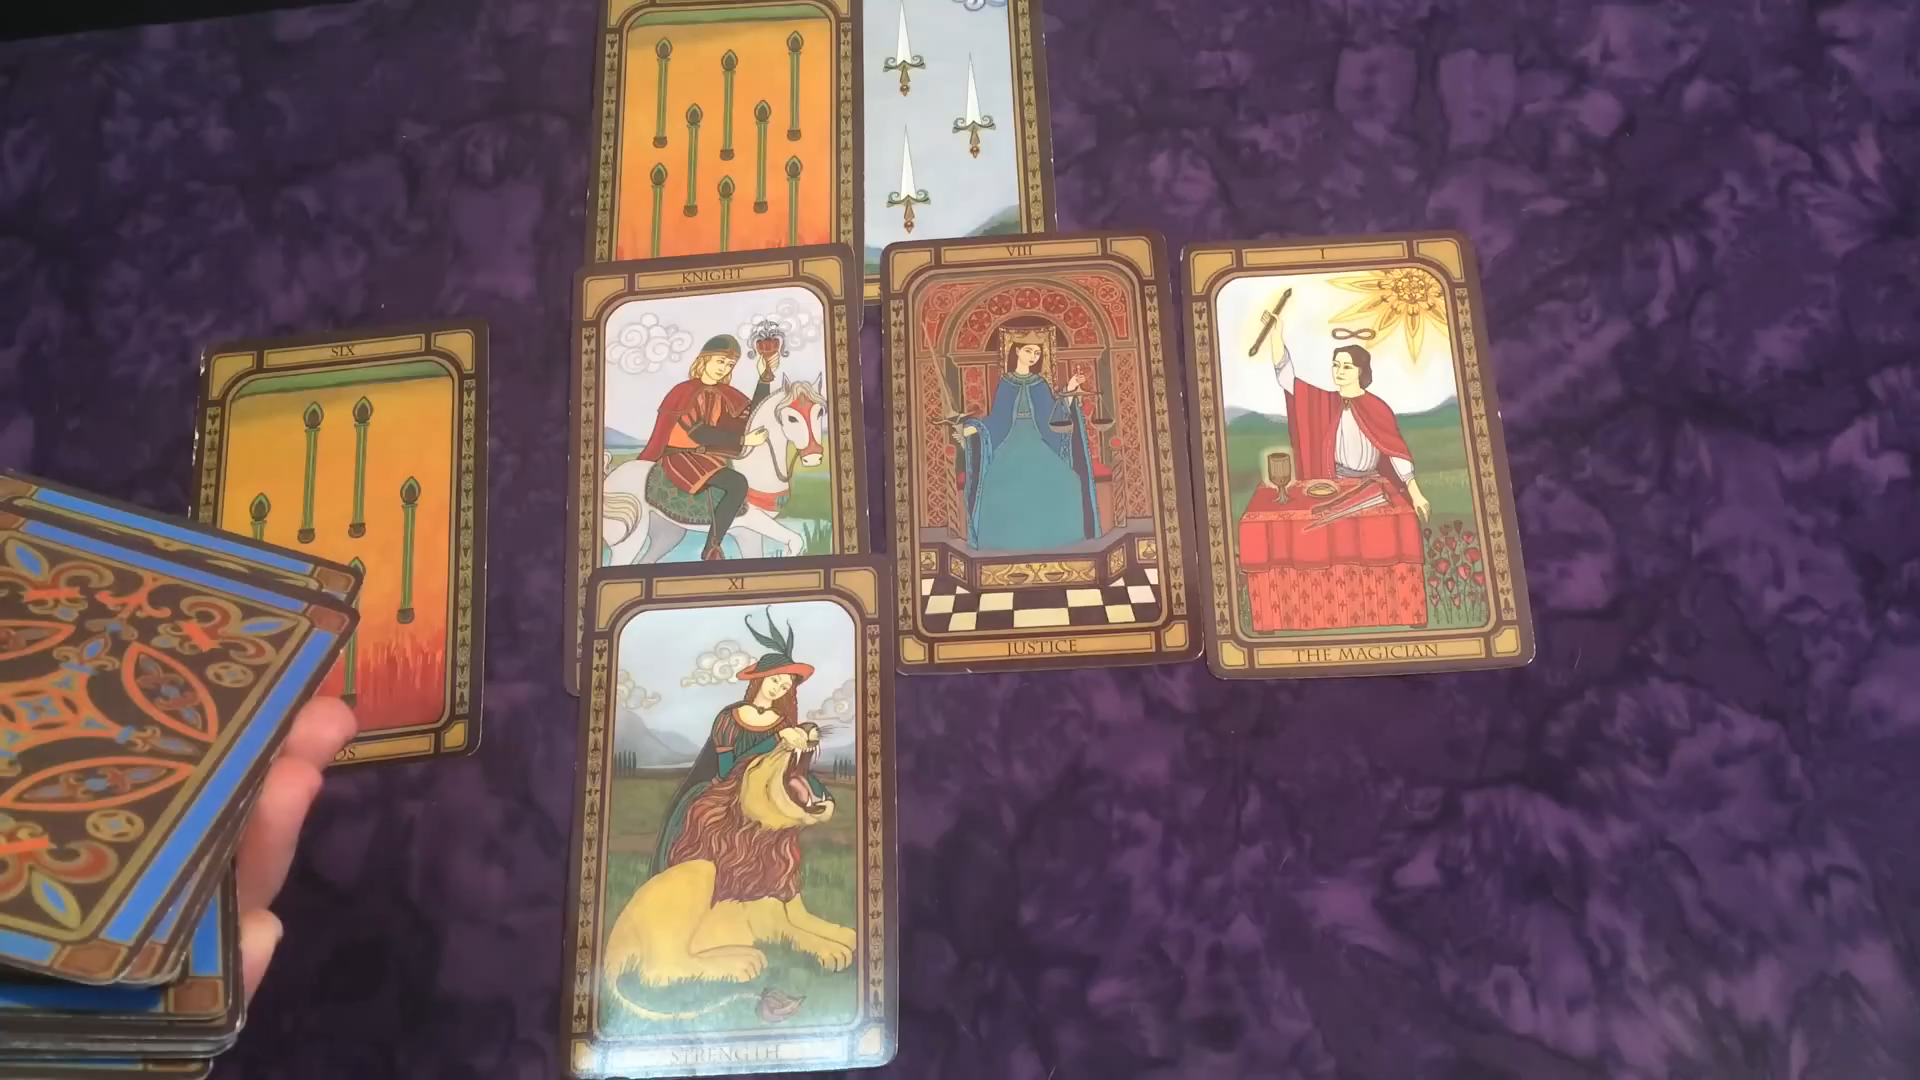 KNIGHT
VIII
I
SIX
JUSTICE
THE MAGICIAN
XI
STRENGTH